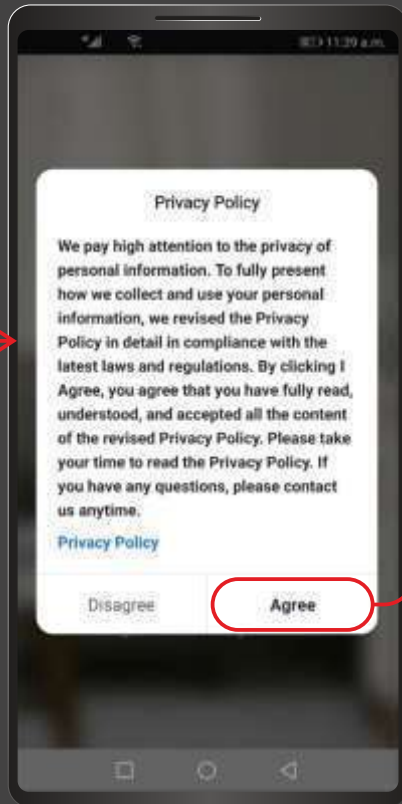 11:39 a.m.
Privacy Policy
We pay high attention to the privacy of
personal information. To fully present
how we collect and use your personal
information, we revised the Privacy
Policy in detail in compliance with the
latest laws and regulations. By clicking I
Agree, you agree that you have fully read,
understood, and accepted all the content
of the revised Privacy Policy. Please take
your time to read the Privacy Policy. If
you have any questions, please contact
us anytime.
Privacy Policy
Disagree
Agree